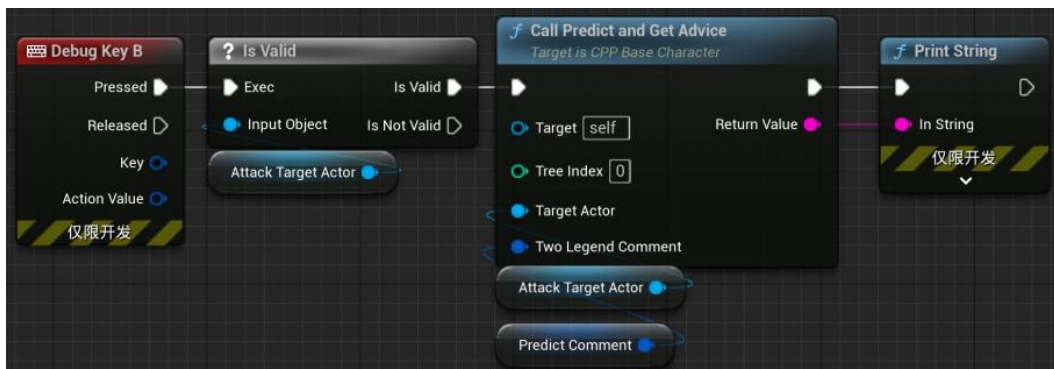 Debug Key B
Pressed
Released
Key
Action Value
仅限开发
? Is Valid
Exec
Is Valid
Input Object
Is Not Valid
Attack Target Actor
f Call Predict and Get Advice
Target is CPP Base Character
Target self
Return Value
Tree Index 0
Target Actor
Two Legend Comment
Attack Target Actor
Predict Comment
f Print String
In String
仅限开发